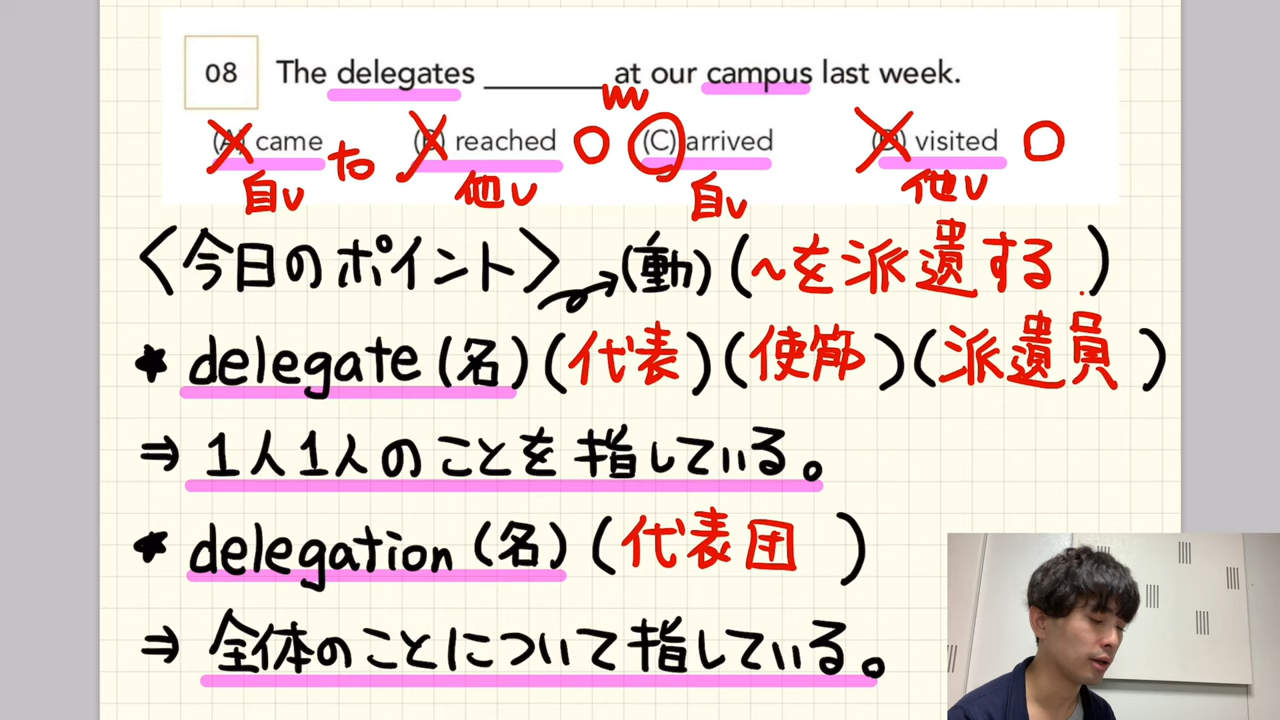 08 The delegates ________ at our campus last week.
(A) came to (B) reached ○ (C) arrived (D) visited ○
自V 他V 自V 他V
〈今日のポイント〉→(動)(~を派遣する)
* delegate(名)(代表)(使節)(派遣員)
⇒ 1人1人のことを指している。
* delegation(名)(代表団)
⇒ 全体のことについて指している。